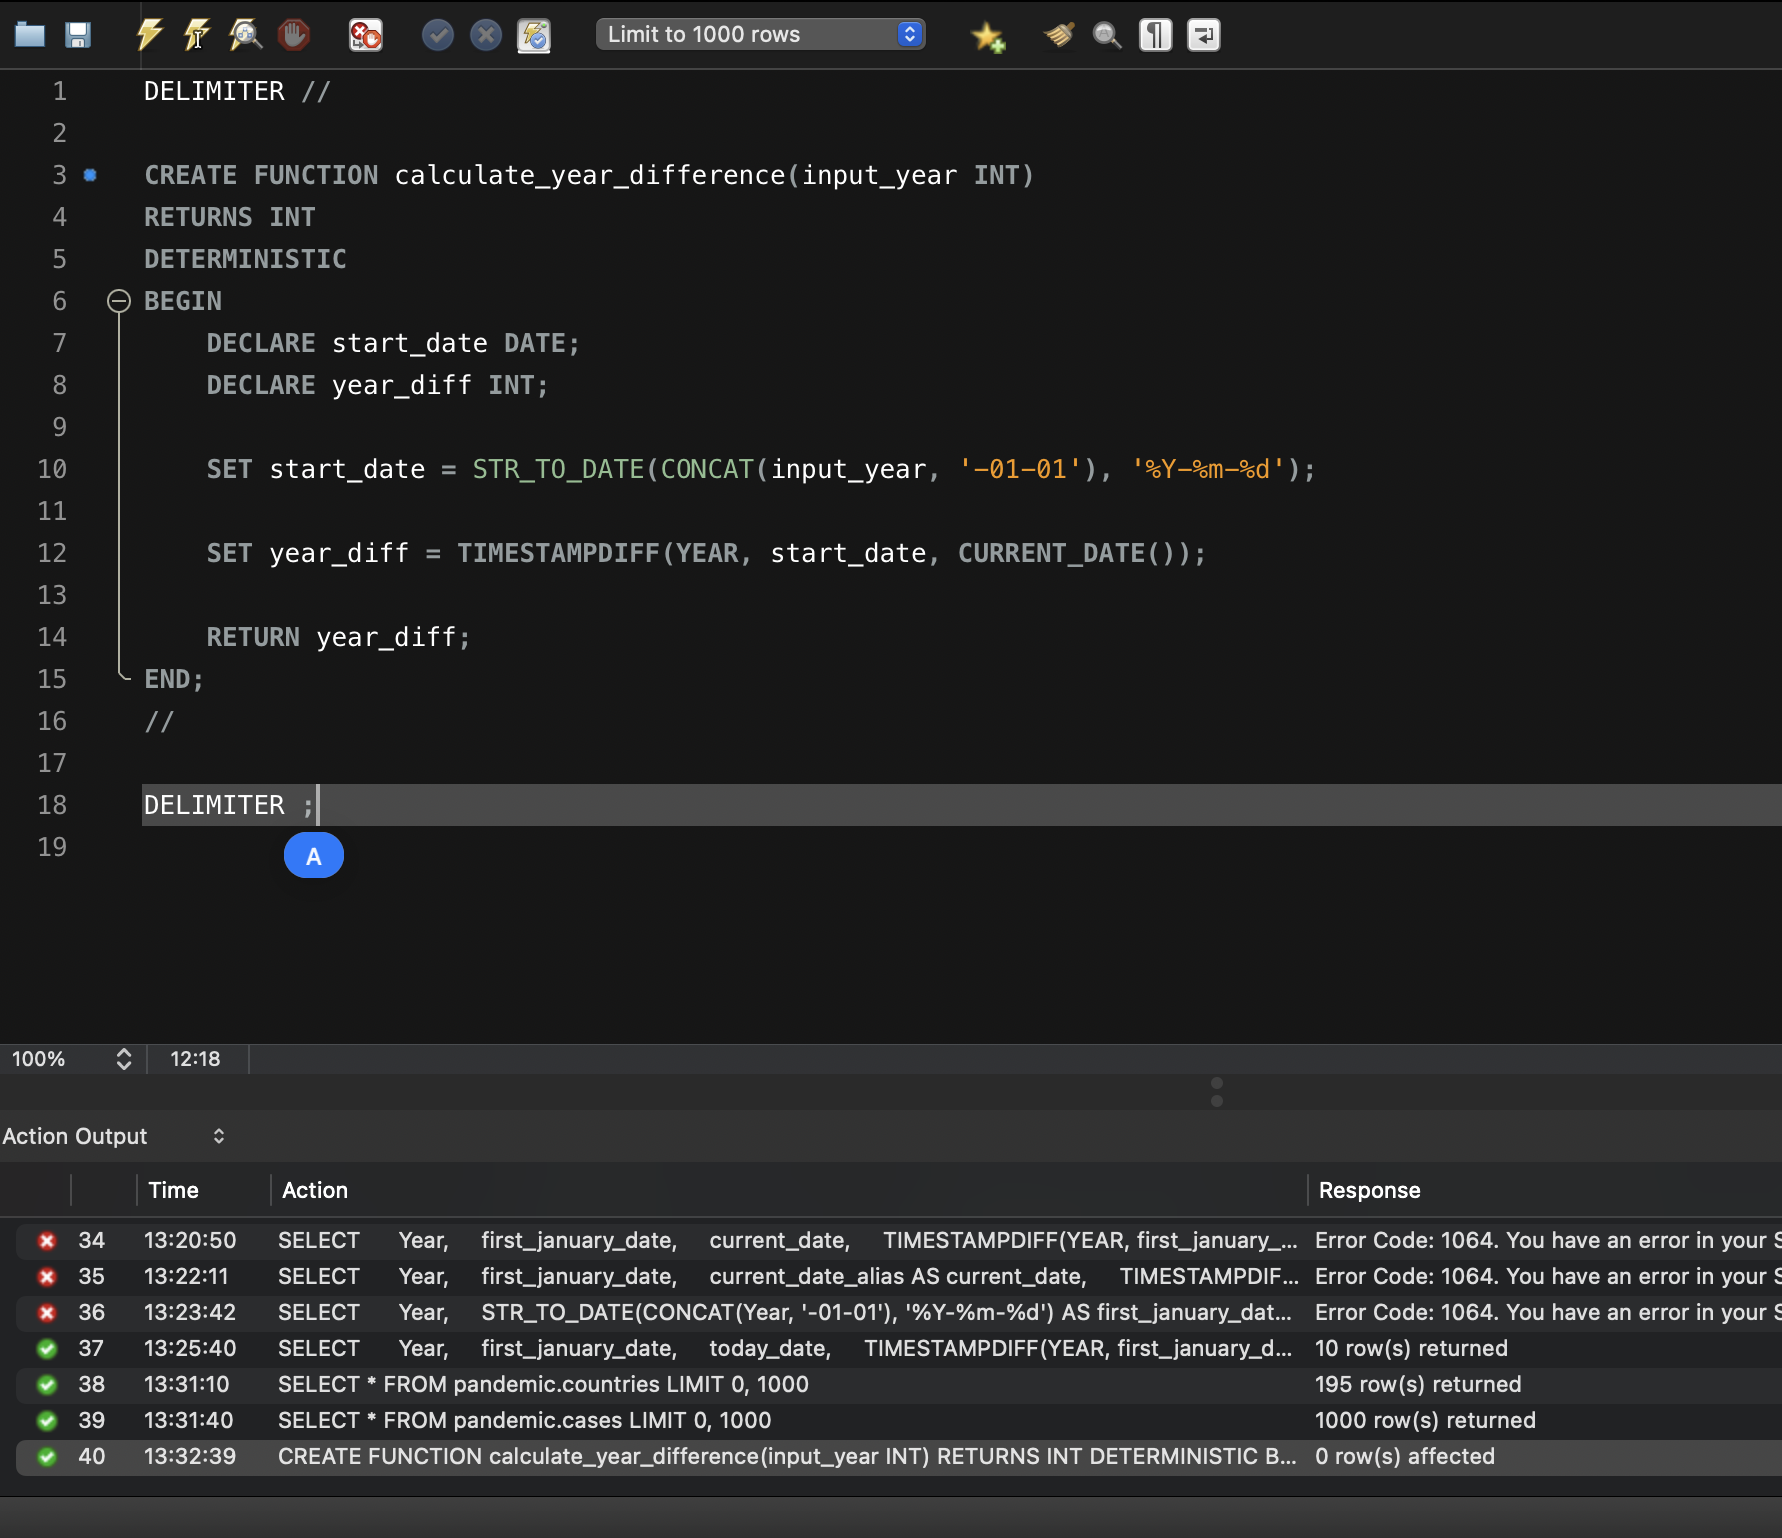 Limit to 1000 rows
1 DELIMITER //
2
3 CREATE FUNCTION calculate_year_difference(input_year INT)
4 RETURNS INT
5 DETERMINISTIC
6 BEGIN
7 DECLARE start_date DATE;
8 DECLARE year_diff INT;
9
10 SET start_date = STR_TO_DATE(CONCAT(input_year, '-01-01'), '%Y-%m-%d');
11
12 SET year_diff = TIMESTAMPDIFF(YEAR, start_date, CURRENT_DATE());
13
14 RETURN year_diff;
15 END;
16 //
17
18 DELIMITER ;
19
A
100% 12:18
Action Output
Time Action Response
34 13:20:50 SELECT Year, first_january_date, current_date, TIMESTAMPDIFF(YEAR, first_january_... Error Code: 1064. You have an error in your S
35 13:22:11 SELECT Year, first_january_date, current_date_alias AS current_date, TIMESTAMPDIF... Error Code: 1064. You have an error in your S
36 13:23:42 SELECT Year, STR_TO_DATE(CONCAT(Year, '-01-01'), '%Y-%m-%d') AS first_january_dat... Error Code: 1064. You have an error in your S
37 13:25:40 SELECT Year, first_january_date, today_date, TIMESTAMPDIFF(YEAR, first_january_d... 10 row(s) returned
38 13:31:10 SELECT * FROM pandemic.countries LIMIT 0, 1000 195 row(s) returned
39 13:31:40 SELECT * FROM pandemic.cases LIMIT 0, 1000 1000 row(s) returned
40 13:32:39 CREATE FUNCTION calculate_year_difference(input_year INT) RETURNS INT DETERMINISTIC B... 0 row(s) affected